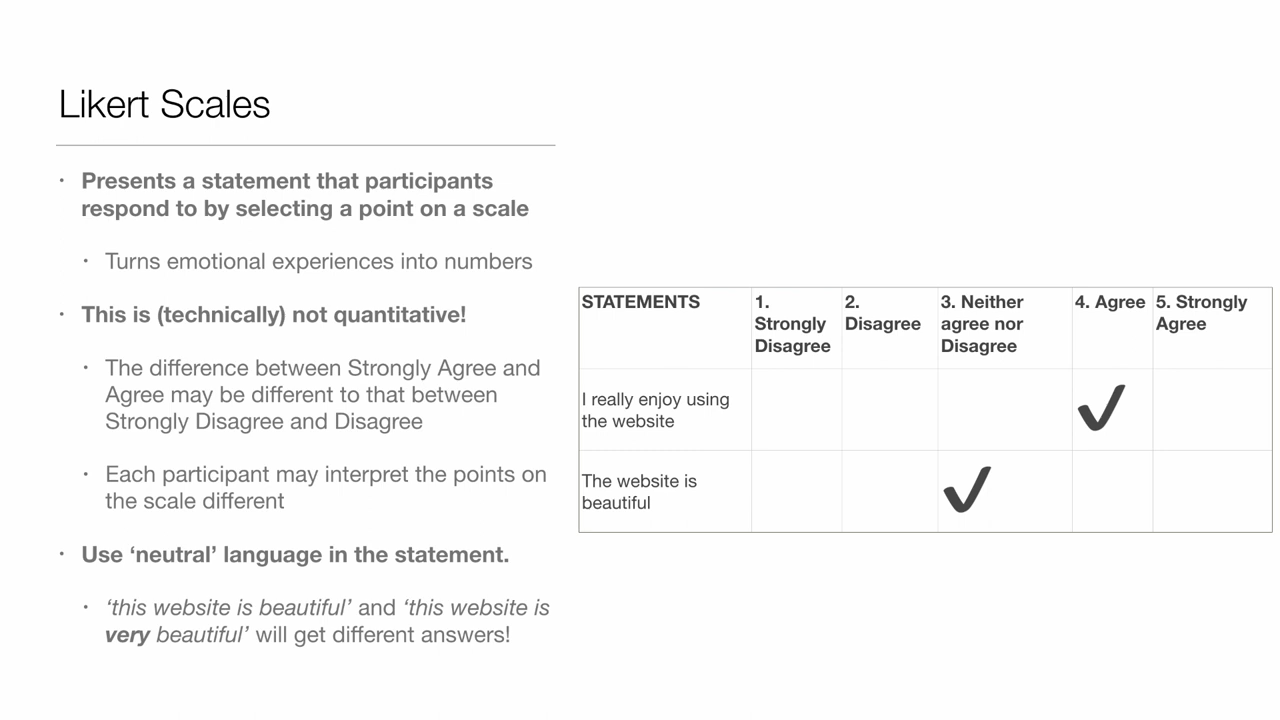 Likert Scales
• Presents a statement that participants
respond to by selecting a point on a scale
• Turns emotional experiences into numbers
• This is (technically) not quantitative!
• The difference between Strongly Agree and
Agree may be different to that between
Strongly Disagree and Disagree
• Each participant may interpret the points on
the scale different
• Use ‘neutral’ language in the statement.
• ‘this website is beautiful’ and ‘this website is
very beautiful’ will get different answers!
STATEMENTS
1.
Strongly
Disagree
2.
Disagree
3. Neither
agree nor
Disagree
4. Agree
5. Strongly
Agree
I really enjoy using
the website
✔
The website is
beautiful
✔